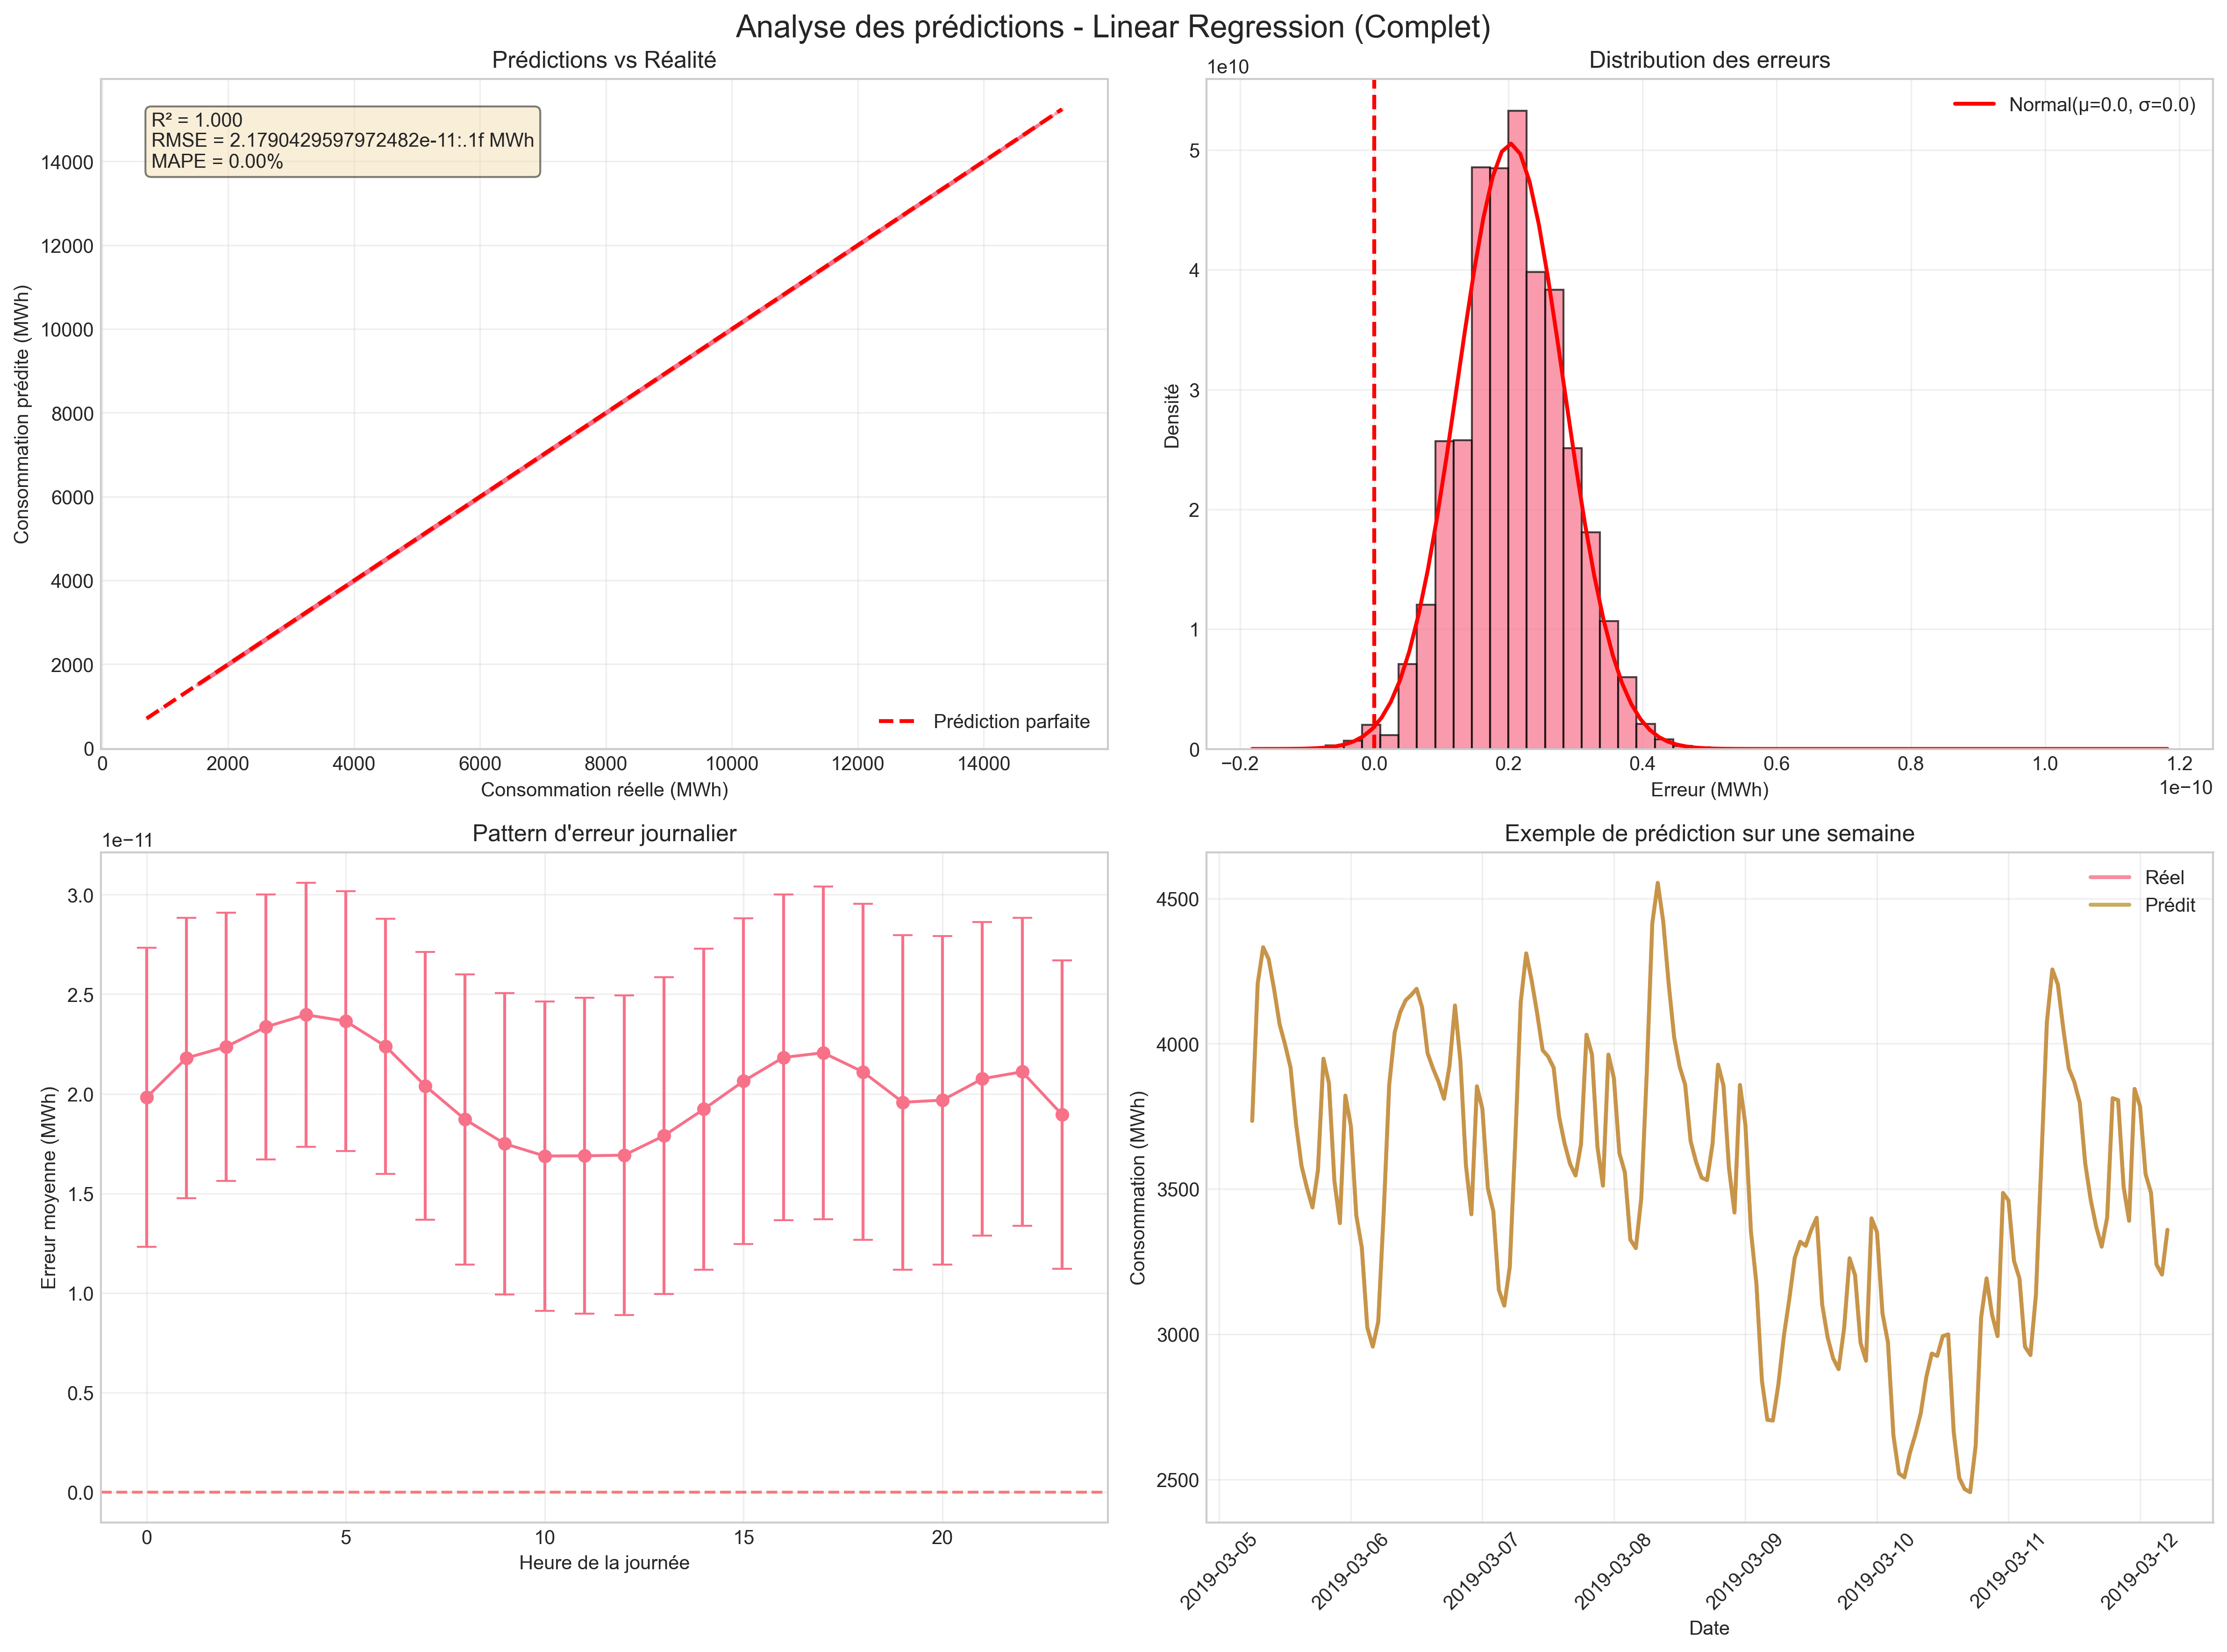 Analyse des prédictions - Linear Regression (Complet)
Prédictions vs Réalité
R² = 1.000
RMSE = 2.1790429597972482e-11:.1f MWh
MAPE = 0.00%
14000
12000
10000
8000
6000
4000
2000
0
Consommation prédite (MWh)
Prédiction parfaite
0 2000 4000 6000 8000 10000 12000 14000
Consommation réelle (MWh)
Distribution des erreurs
1e10
Normal(μ=0.0, σ=0.0)
5
4
3
2
1
0
Densité
−0.2 0.0 0.2 0.4 0.6 0.8 1.0 1.2
1e−10
Erreur (MWh)
Pattern d'erreur journalier
1e−11
3.0
2.5
2.0
1.5
1.0
0.5
0.0
Erreur moyenne (MWh)
0 5 10 15 20
Heure de la journée
Exemple de prédiction sur une semaine
Réel
Prédit
4500
4000
3500
3000
2500
Consommation (MWh)
2019-03-05
2019-03-06
2019-03-07
2019-03-08
2019-03-09
2019-03-10
2019-03-11
2019-03-12
Date